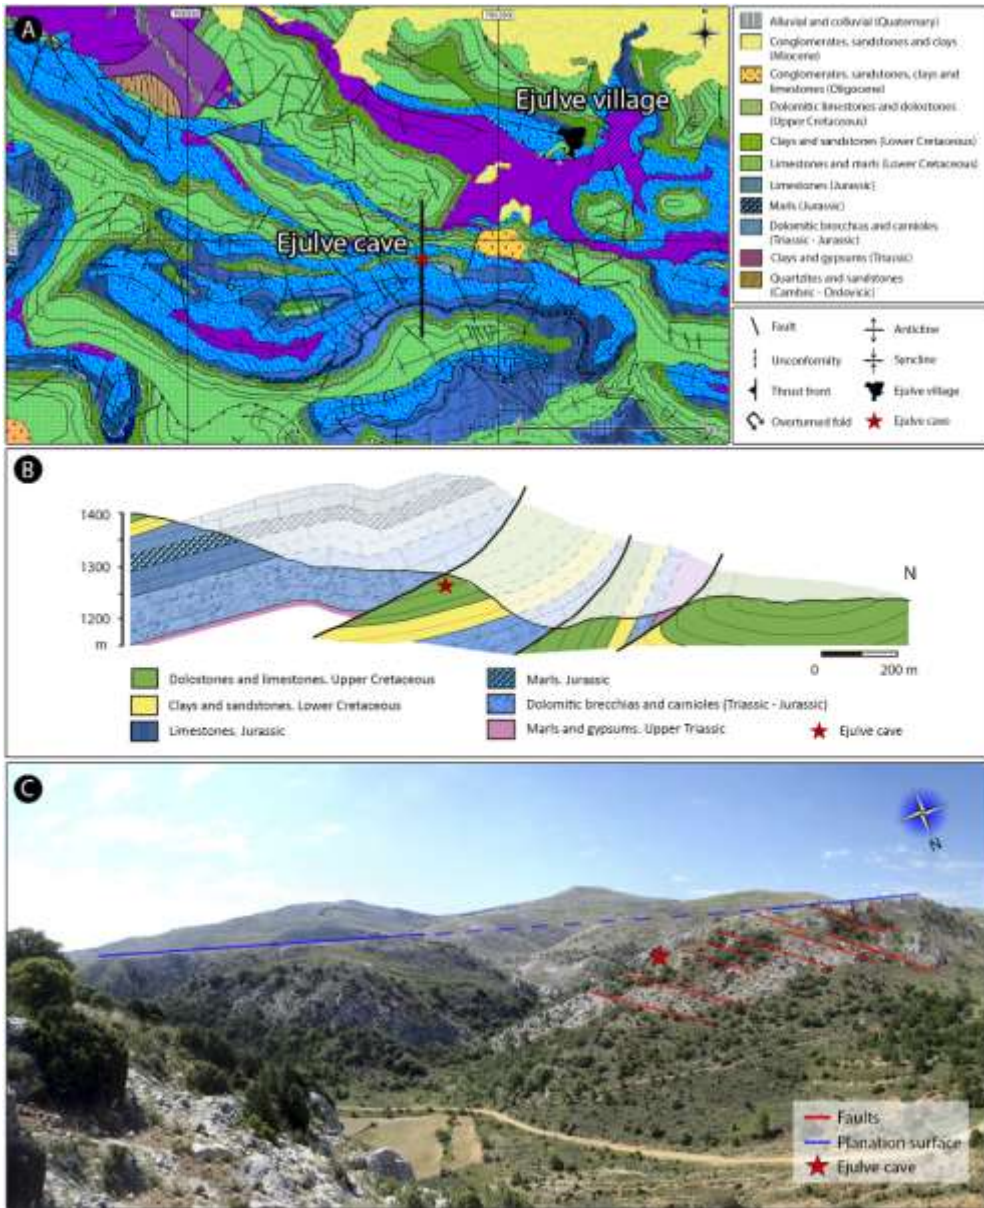 A
Ejulve village
Ejulve cave
Alluvial and colluvial (Quaternary)
Conglomerates, sandstones and clays
(Miocene)
Conglomerates, sandstones, clays and
limestones (Oligocene)
Dolomitic limestones and dolostones
(Upper Cretaceous)
Clays and sandstones (Lower Cretaceous)
Limestones and marls (Lower Cretaceous)
Limestones (Jurassic)
Marls (Jurassic)
Dolomitic brecchias and carnioles
(Triassic - Jurassic)
Clays and gypsums (Triassic)
Quartzites and sandstones
(Cambric - Ordovicic)
Fault
Anticline
Unconformity
Syncline
Thrust front
Ejulve village
Overturned fold
Ejulve cave
B
1400
1300
1200
m
N
0 200 m
Dolostones and limestones. Upper Cretaceous
Clays and sandstones. Lower Cretaceous
Limestones. Jurassic
Marls. Jurassic
Dolomitic brecchias and carnioles (Triassic - Jurassic)
Marls and gypsums. Upper Triassic
Ejulve cave
C
N
Faults
Planation surface
Ejulve cave